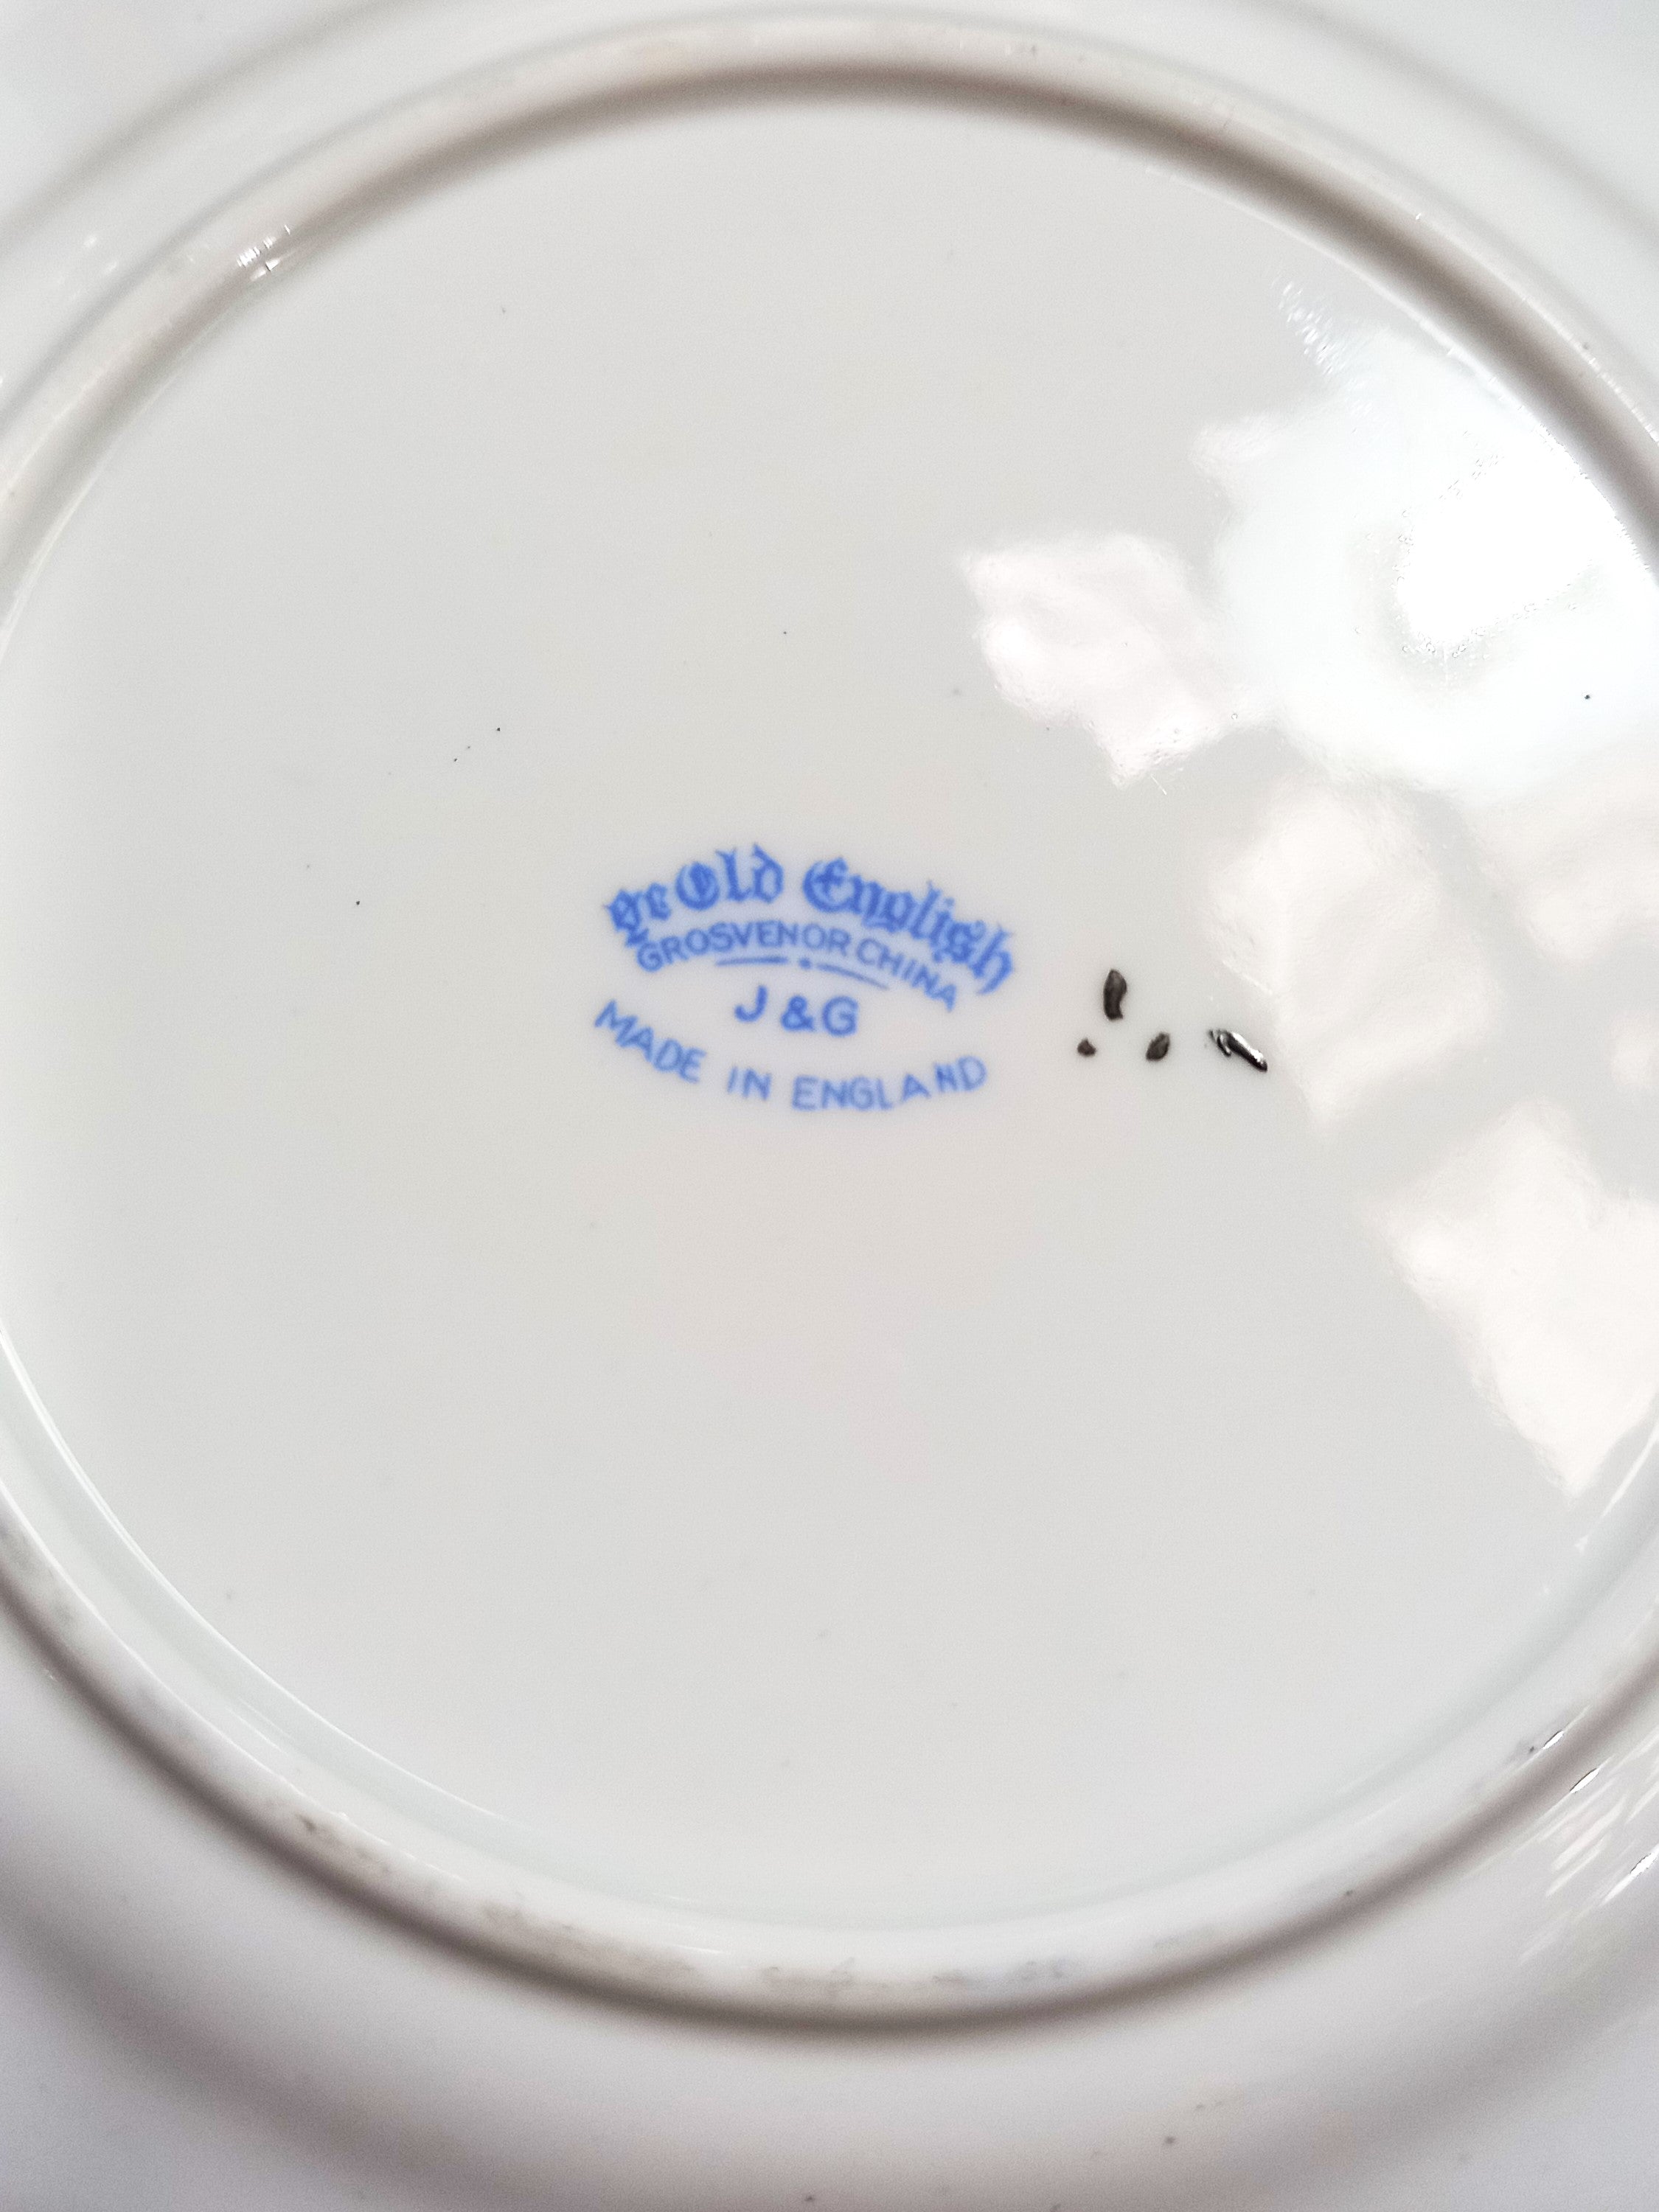 Ye Old English
GROSVENOR CHINA
J & G
MADE IN ENGLAND